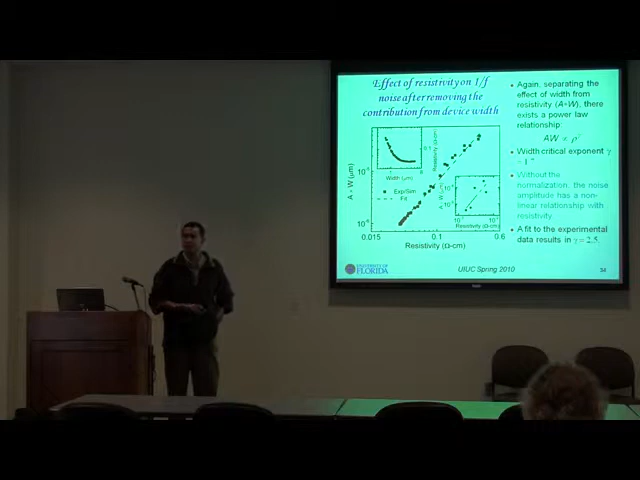 Effect of resistivity on 1/f
noise after removing the
contribution from device width
Again, separating the
effect of width from
resistivity (A×W), there
exists a power law
relationship:
Width critical exponent γ
Without the
normalization, the noise
amplitude has a non-
linear relationship with
resistivity.
A fit to the experimental
data results in γ = 2.5.
A × W (μm)
Width (μm)
Exp/Sim
Fit
Resistivity (Ω-cm)
0.015
0.1
0.6
Resistivity (Ω-cm)
UNIVERSITY OF
FLORIDA
UIUC Spring 2010
34